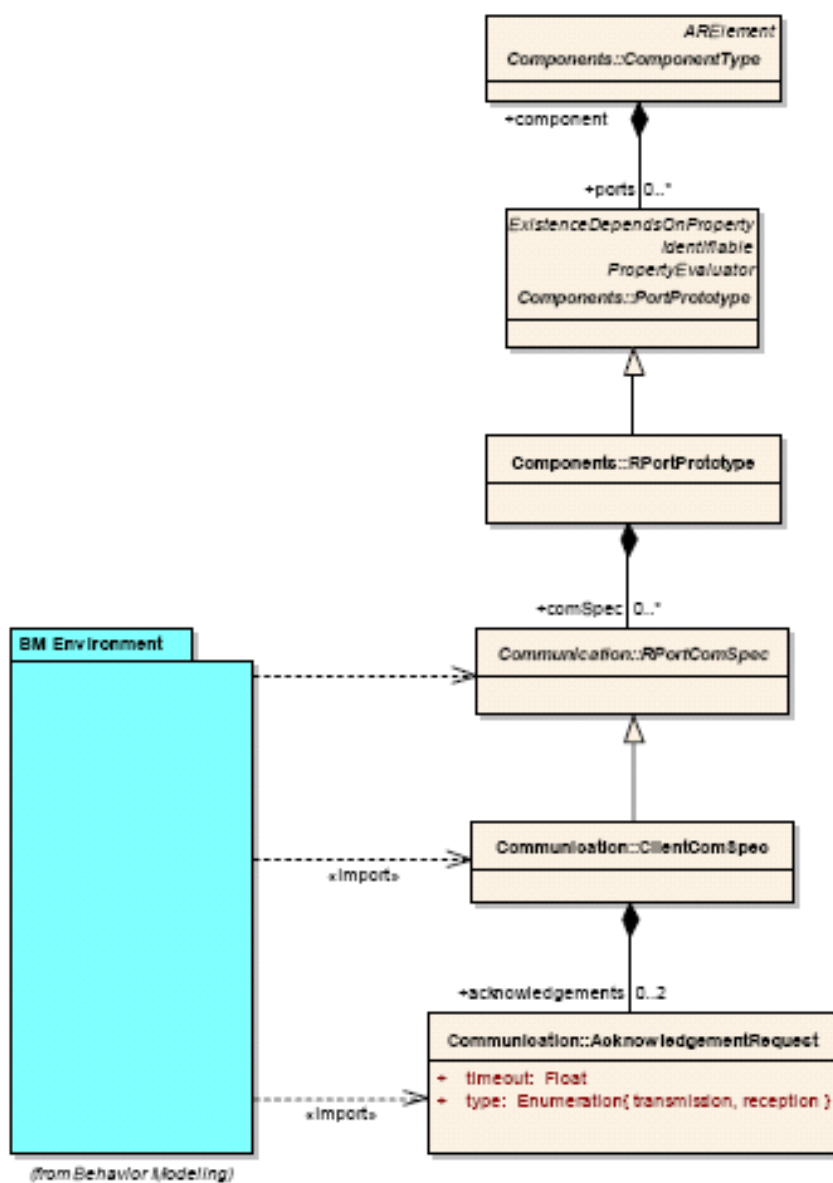 ARElement
Components::ComponentType
+component
+ports 0..*
ExistenceDependsOnProperty
Identifiable
PropertyEvaluator
Components::PortPrototype
Components::RPortPrototype
+comSpec 0..*
BM Environment
Communication::RPortComSpec
Communication::ClientComSpec
«import»
+acknowledgements 0..2
Communication::AcknowledgementRequest
+ timeout: Float
+ type: Enumeration{ transmission, reception }
«import»
(from Behavior Modeling)